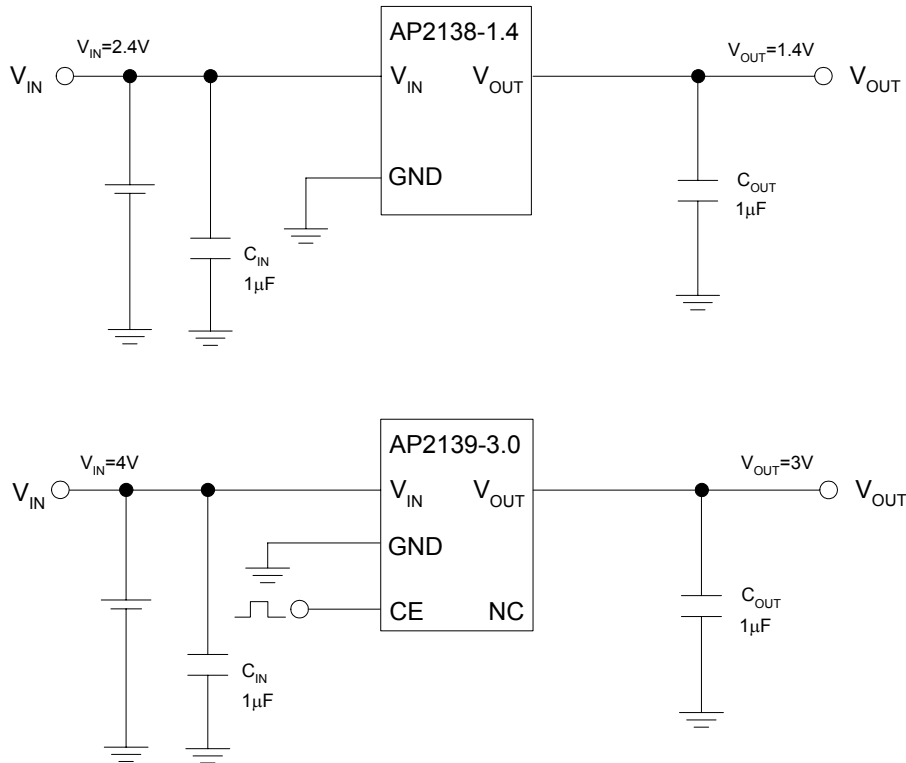 AP2138-1.4
V_IN=2.4V
V_OUT=1.4V
V_IN
V_IN
V_OUT
V_OUT
GND
C_IN
1μF
C_OUT
1μF
AP2139-3.0
V_IN=4V
V_OUT=3V
V_IN
V_IN
V_OUT
V_OUT
GND
CE
NC
C_IN
1μF
C_OUT
1μF